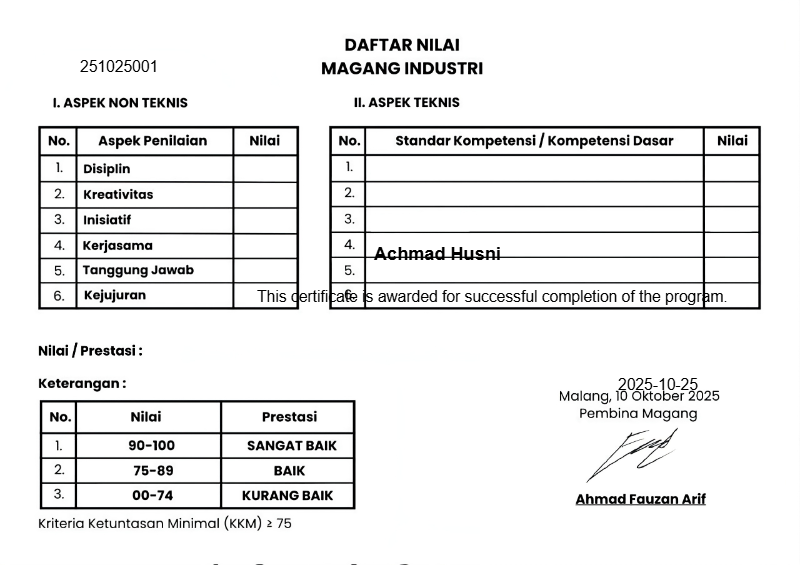 DAFTAR NILAI
251025001
MAGANG INDUSTRI
I. ASPEK NON TEKNIS
No. Aspek Penilaian Nilai
1. Disiplin
2. Kreativitas
3. Inisiatif
4. Kerjasama
5. Tanggung Jawab
6. Kejujuran
II. ASPEK TEKNIS
No. Standar Kompetensi / Kompetensi Dasar Nilai
1.
2.
3.
4.
Achmad Husni
5.
6.
This certificate is awarded for successful completion of the program.
Nilai / Prestasi :
Keterangan :
No. Nilai Prestasi
1. 90-100 SANGAT BAIK
2. 75-89 BAIK
3. 00-74 KURANG BAIK
Kriteria Ketuntasan Minimal (KKM) ≥ 75
2025-10-25
Malang, 10 Oktober 2025
Pembina Magang
Ahmad Fauzan Arif